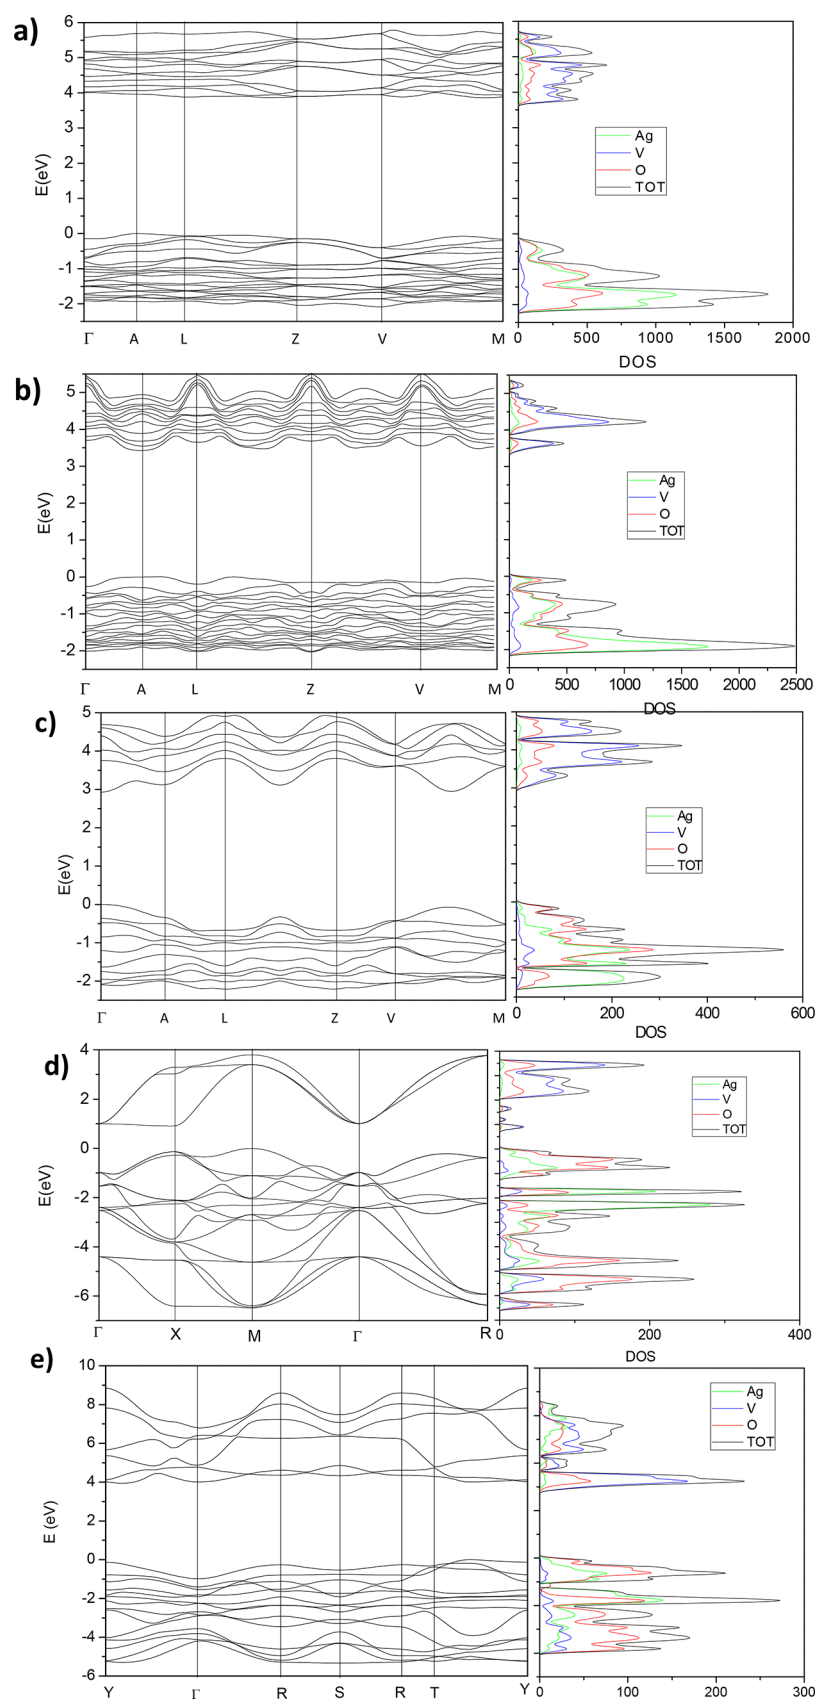 a)
6
5
4
3
2
1
0
-1
-2
E(eV)
Γ A L Z V M
Ag
V
O
TOT
0 500 1000 1500 2000
DOS
b)
5
4
3
2
1
0
-1
-2
E(eV)
Γ A L Z V M
Ag
V
O
TOT
0 500 1000 1500 2000 2500
DOS
c)
5
4
3
2
1
0
-1
-2
E(eV)
Γ A L Z V M
Ag
V
O
TOT
0 200 400 600
DOS
d)
4
2
0
-2
-4
-6
E(eV)
Γ X M Γ R
Ag
V
O
TOT
0 200 400
DOS
e)
10
8
6
4
2
0
-2
-4
-6
E (eV)
Y Γ R S R T Y
Ag
V
O
TOT
0 100 200 300